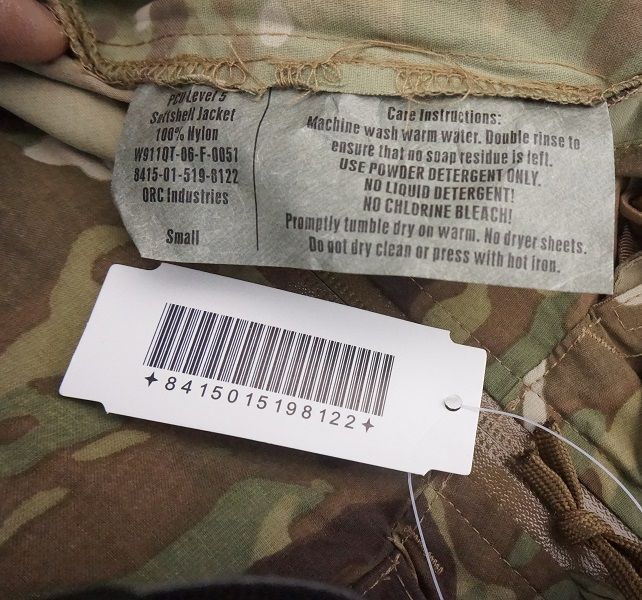 PCU Level 5
Softshell Jacket
100% Nylon
W911QT-06-F-0051
8415-01-519-8122
ORC Industries
Small
Care Instructions:
Machine wash warm water. Double rinse to
ensure that no soap residue is left.
USE POWDER DETERGENT ONLY.
NO LIQUID DETERGENT!
NO CHLORINE BLEACH!
Promptly tumble dry on warm. No dryer sheets.
Do not dry clean or press with hot iron.
✦8415015198122✦